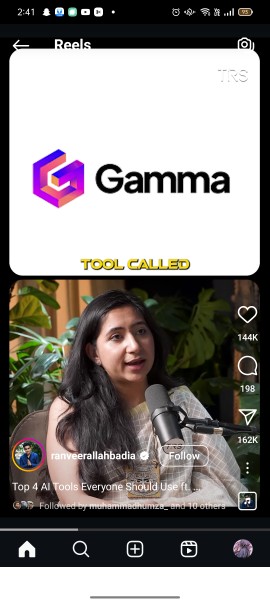 2:41
93
Reels
TRS
Gamma
TOOL CALLED
144K
198
162K
ranveerallahbadia
Follow
Top 4 AI Tools Everyone Should Use ft. ...
Followed by muhammadhumza_ and 10 others